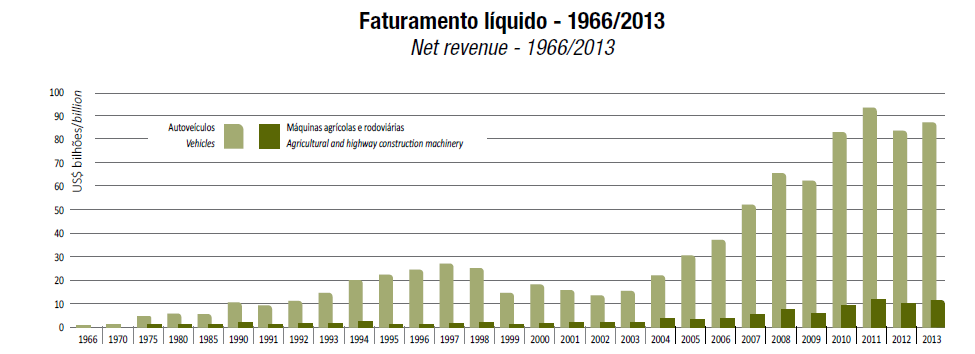 Faturamento líquido - 1966/2013
Net revenue - 1966/2013
US$ bilhões/billion
100
90
80
70
60
50
40
30
20
10
0
Autoveículos
Vehicles
Máquinas agrícolas e rodoviárias
Agricultural and highway construction machinery
1966 1970 1975 1980 1985 1990 1991 1992 1993 1994 1995 1996 1997 1998 1999 2000 2001 2002 2003 2004 2005 2006 2007 2008 2009 2010 2011 2012 2013